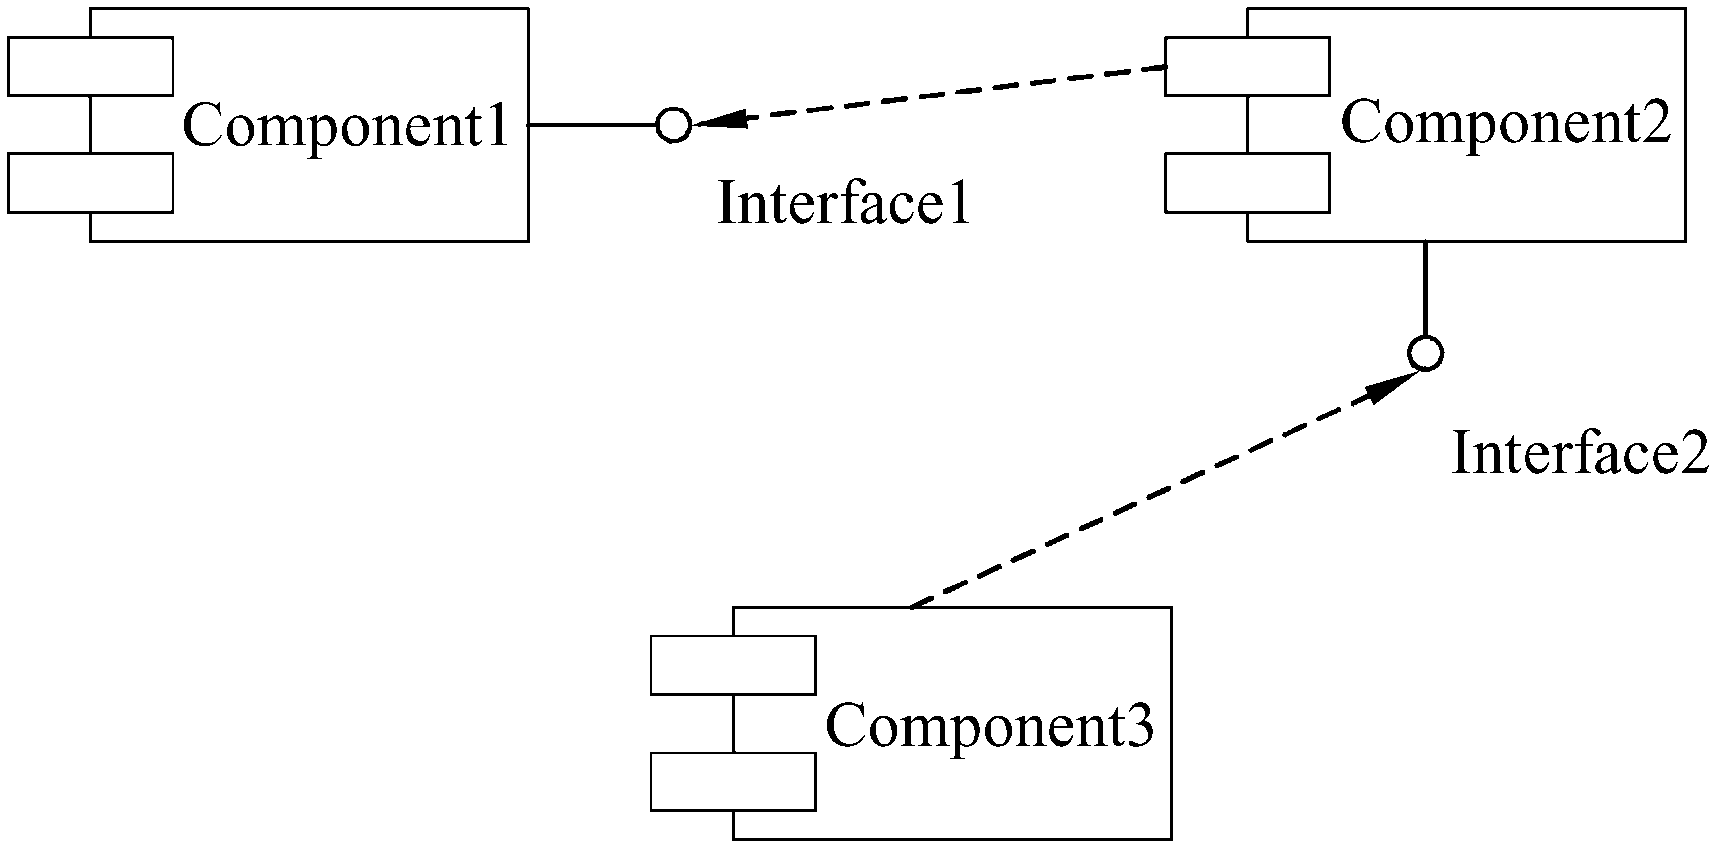 Component1
Component2
Interface1
Interface2
Component3